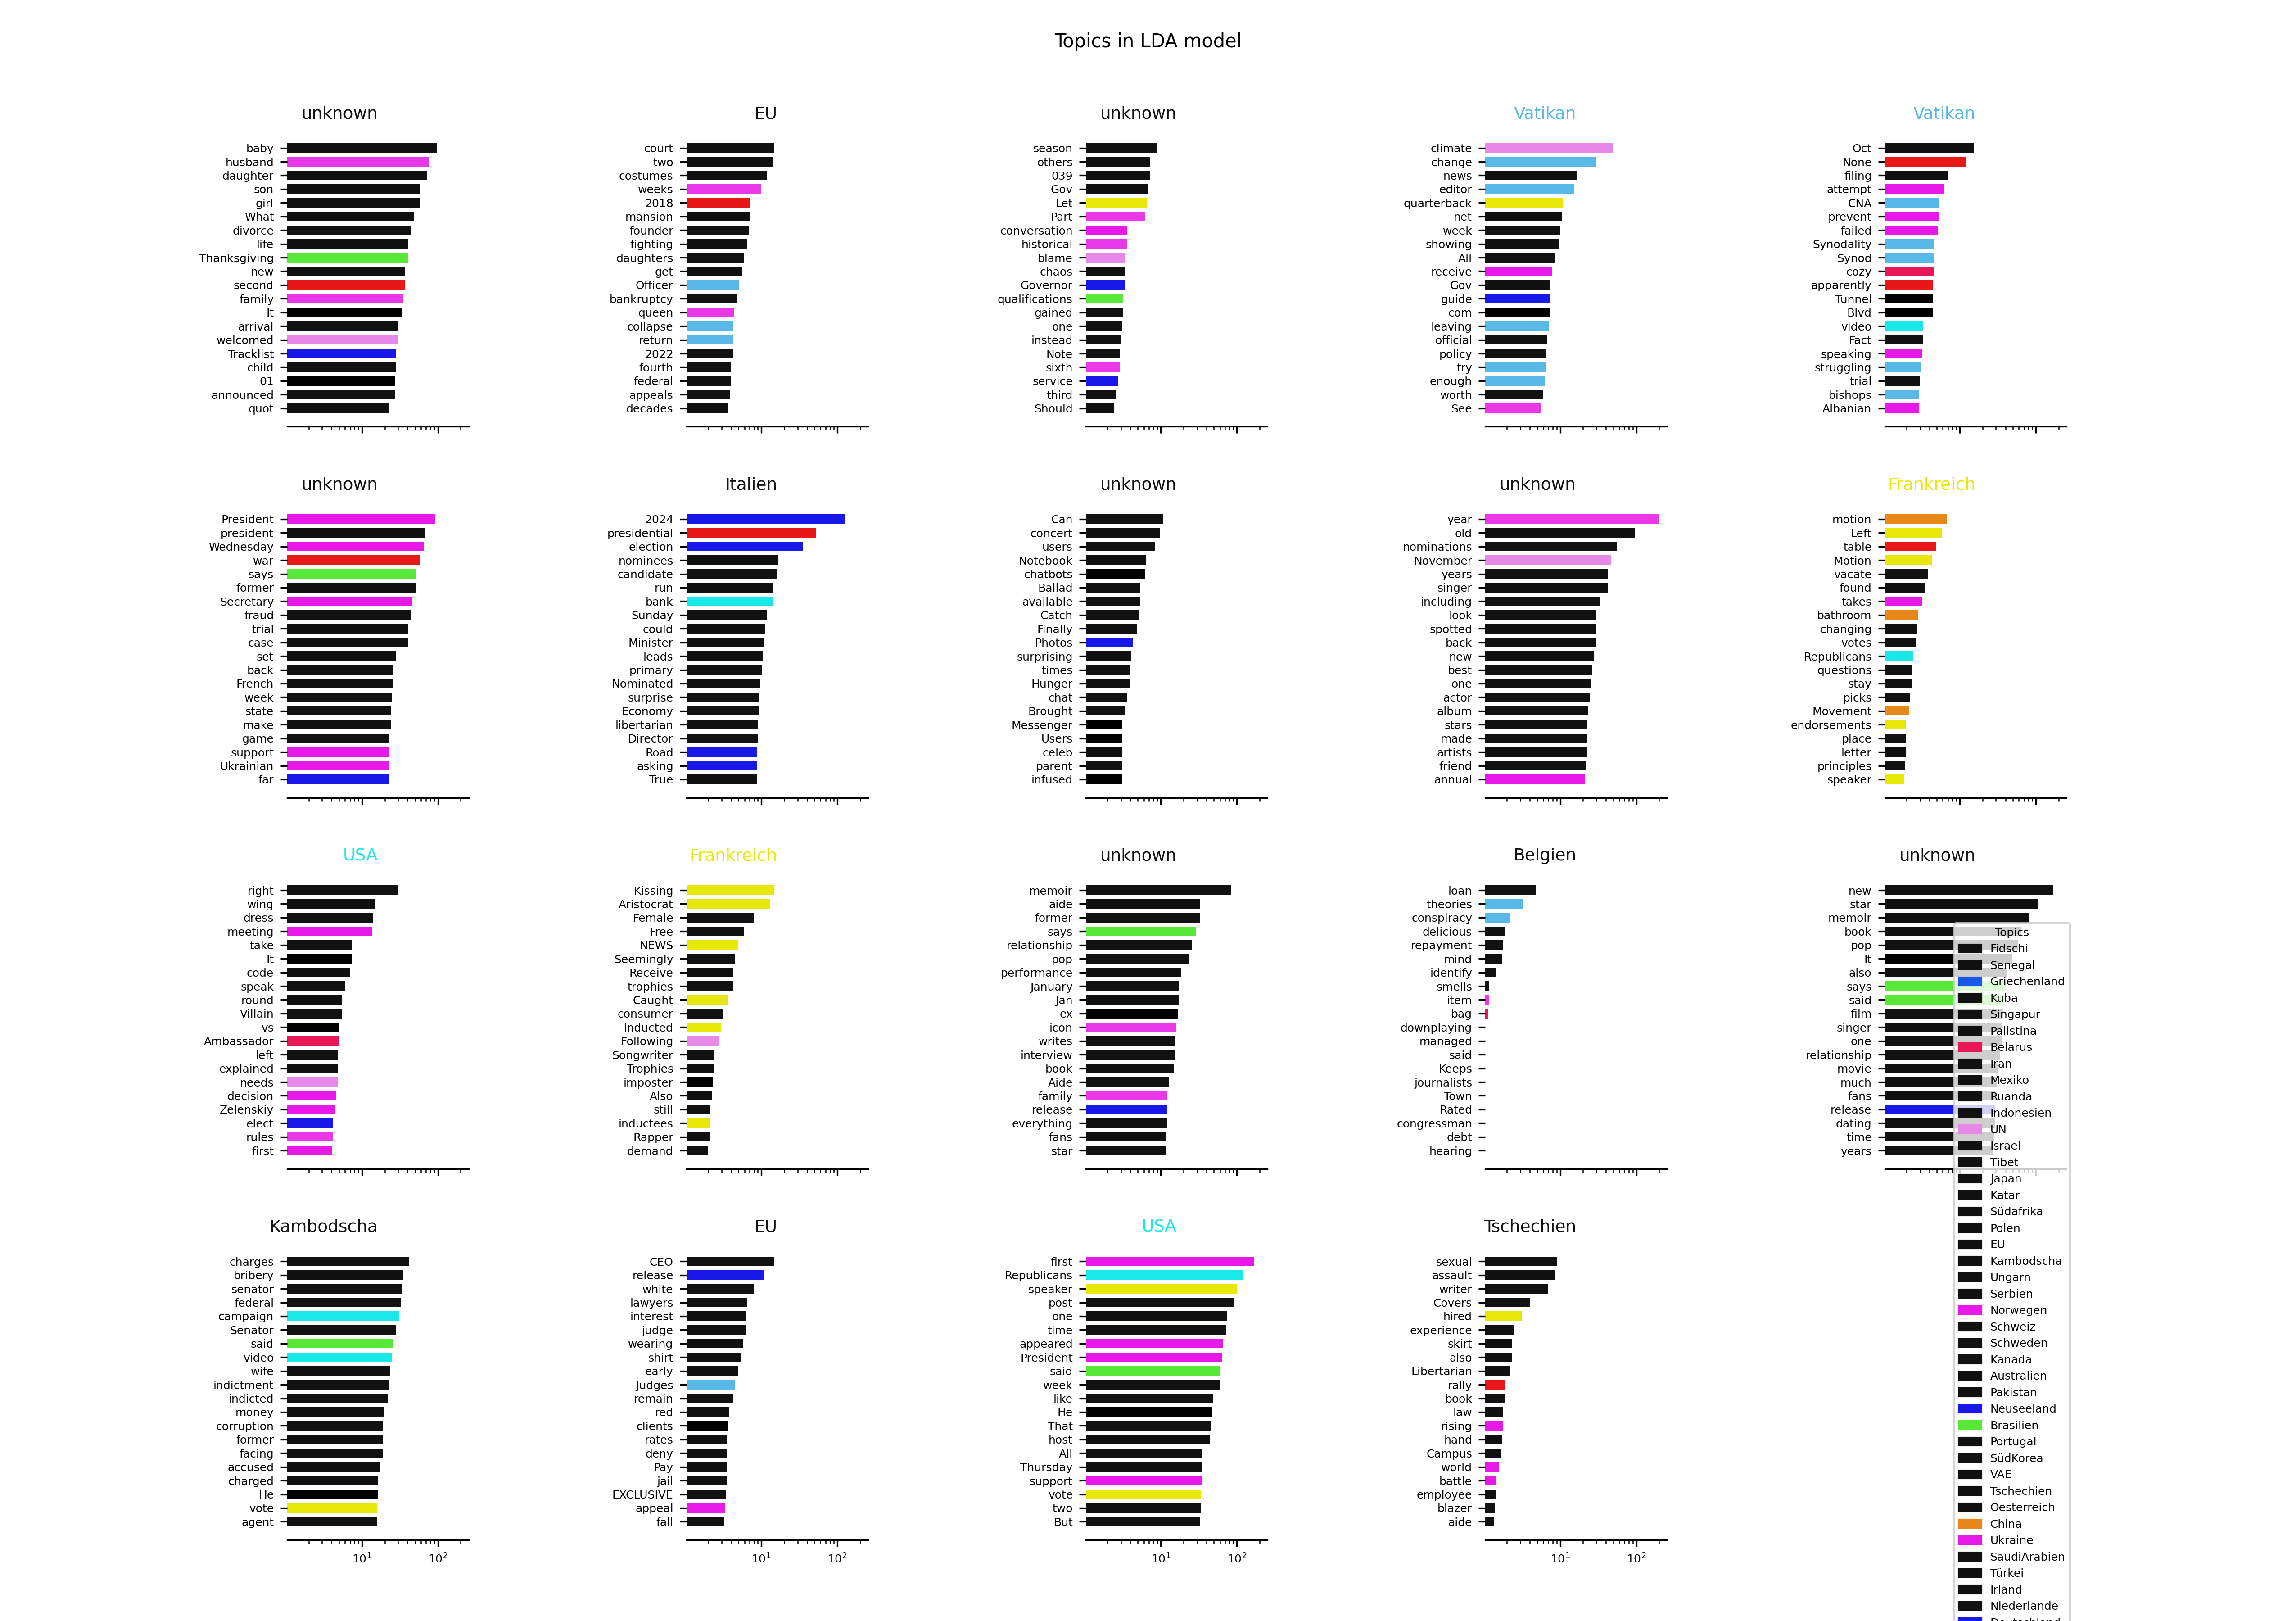 Topics in LDA model
unknown
baby
husband
daughter
son
girl
What
divorce
life
Thanksgiving
new
second
family
It
arrival
welcomed
Tracklist
child
01
announced
quot
EU
court
two
costumes
weeks
2018
mansion
founder
fighting
daughters
get
Officer
bankruptcy
queen
collapse
return
2022
fourth
federal
appeals
decades
unknown
season
others
039
Gov
Let
Part
conversation
historical
blame
chaos
Governor
qualifications
gained
one
instead
Note
sixth
service
third
Should
Vatikan
climate
change
news
editor
quarterback
net
week
showing
All
receive
Gov
guide
com
leaving
official
policy
try
enough
worth
See
Vatikan
Oct
None
filing
attempt
CNA
prevent
failed
Synodality
Synod
cozy
apparently
Tunnel
Blvd
video
Fact
speaking
struggling
trial
bishops
Albanian
unknown
President
president
Wednesday
war
says
former
Secretary
fraud
trial
case
set
back
French
week
state
make
game
support
Ukrainian
far
Italien
2024
presidential
election
nominees
candidate
run
bank
Sunday
could
Minister
leads
primary
Nominated
surprise
Economy
libertarian
Director
Road
asking
True
unknown
Can
concert
users
Notebook
chatbots
Ballad
available
Catch
Finally
Photos
surprising
times
Hunger
chat
Brought
Messenger
Users
celeb
parent
infused
unknown
year
old
nominations
November
years
singer
including
look
spotted
back
new
best
one
actor
album
stars
made
artists
friend
annual
Frankreich
motion
Left
table
Motion
vacate
found
takes
bathroom
changing
votes
Republicans
questions
stay
picks
Movement
endorsements
place
letter
principles
speaker
USA
right
wing
dress
meeting
take
It
code
speak
round
Villain
vs
Ambassador
left
explained
needs
decision
Zelenskiy
elect
rules
first
Frankreich
Kissing
Aristocrat
Female
Free
NEWS
Seemingly
Receive
trophies
Caught
consumer
Inducted
Following
Songwriter
Trophies
imposter
Also
still
inductees
Rapper
demand
unknown
memoir
aide
former
says
relationship
pop
performance
January
Jan
ex
icon
writes
interview
book
Aide
family
release
everything
fans
star
Belgien
loan
theories
conspiracy
delicious
repayment
mind
identify
smells
item
bag
downplaying
managed
said
Keeps
journalists
Town
Rated
congressman
debt
hearing
unknown
new
star
memoir
book
pop
It
also
says
said
film
singer
one
relationship
movie
much
fans
release
dating
time
years
Kambodscha
charges
bribery
senator
federal
campaign
Senator
said
video
wife
indictment
indicted
money
corruption
former
facing
accused
charged
He
vote
agent
10¹ 10²
EU
CEO
release
white
lawyers
interest
judge
wearing
shirt
early
Judges
remain
red
clients
rates
deny
Pay
jail
EXCLUSIVE
appeal
fall
10¹ 10²
USA
first
Republicans
speaker
post
one
time
appeared
President
said
week
like
He
That
host
All
Thursday
support
vote
two
But
10¹ 10²
Tschechien
sexual
assault
writer
Covers
hired
experience
skirt
also
Libertarian
rally
book
law
rising
hand
Campus
world
battle
employee
blazer
aide
10¹ 10²
Topics
Fidschi
Senegal
Griechenland
Kuba
Singapur
Palistina
Belarus
Iran
Mexiko
Ruanda
Indonesien
UN
Israel
Tibet
Japan
Katar
Südafrika
Polen
EU
Kambodscha
Ungarn
Serbien
Norwegen
Schweiz
Schweden
Kanada
Australien
Pakistan
Neuseeland
Brasilien
Portugal
SüdKorea
VAE
Tschechien
Oesterreich
China
Ukraine
SaudiArabien
Türkei
Irland
Niederlande